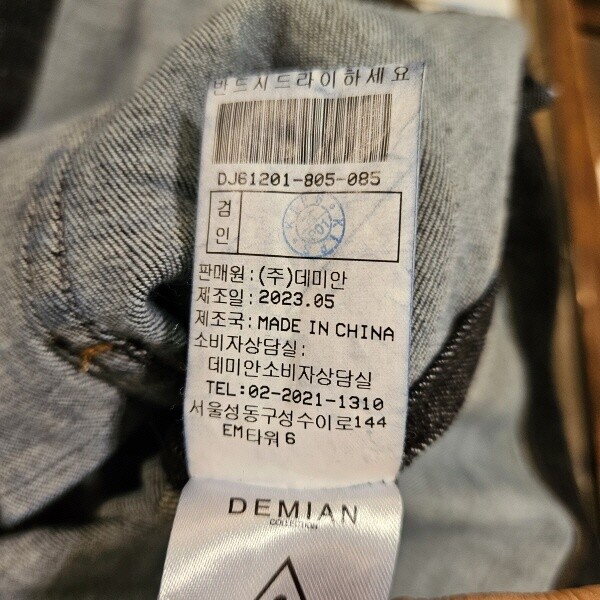 반드시드라이하세요
DJ61201-805-085
검
인
판매원:(주)데미안
제조일:2023.05
제조국:MADE IN CHINA
소비자상담실:
데미안소비자상담실
TEL:02-2021-1310
서울성동구성수이로144
EM타워6
DEMIAN
COLLECTION